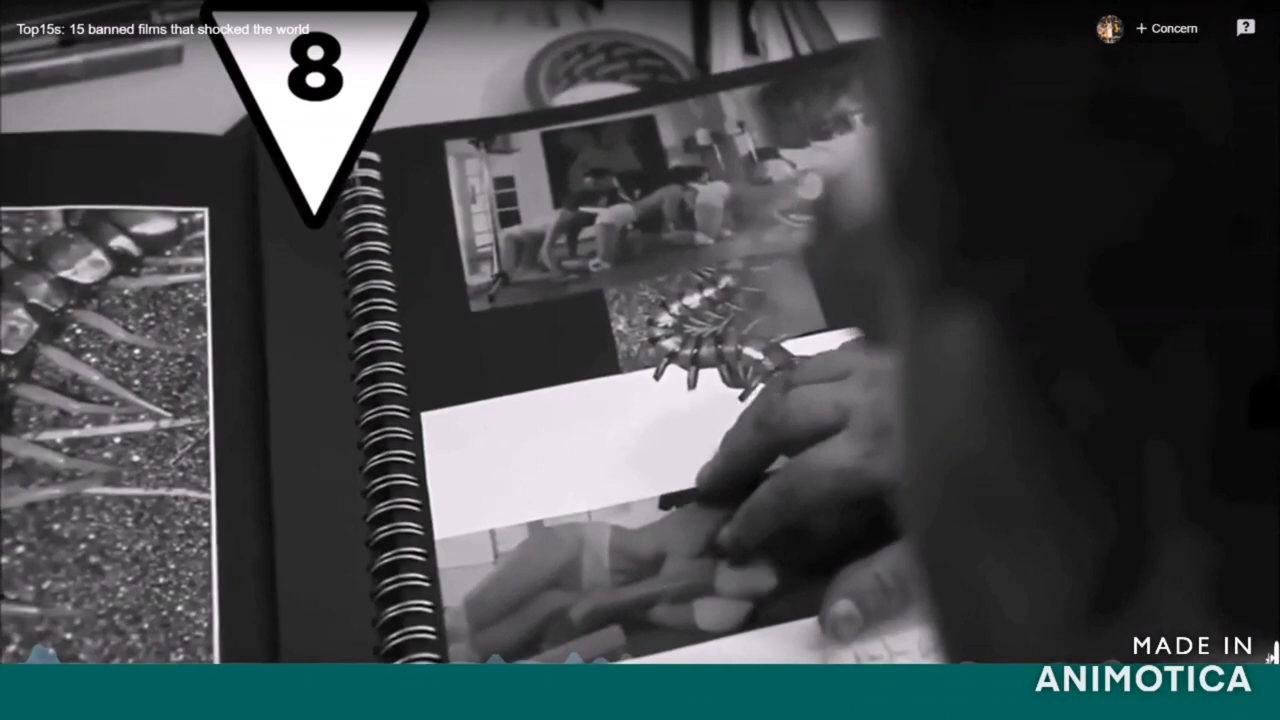 Top15s: 15 banned films that shocked the world
8
+ Concern
?
MADE IN
ANIMOTICA